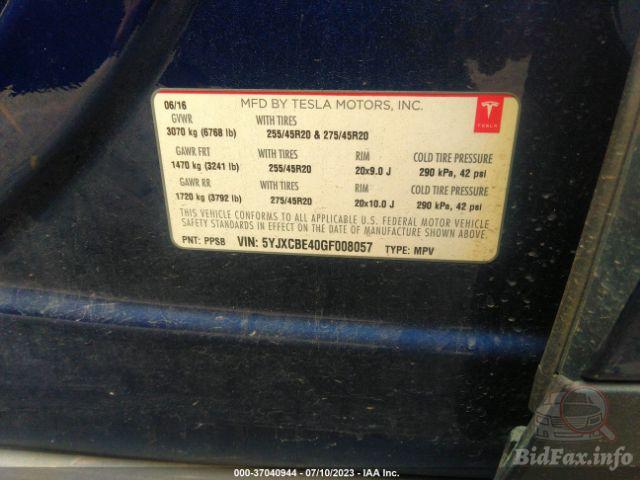 06/16 MFD BY TESLA MOTORS, INC.
GVWR WITH TIRES
3070 kg (6768 lb) 255/45R20 & 275/45R20
TESLA
GAWR FRT WITH TIRES RIM COLD TIRE PRESSURE
1470 kg (3241 lb) 255/45R20 20x9.0 J 290 kPa, 42 psi
GAWR RR WITH TIRES RIM COLD TIRE PRESSURE
1720 kg (3792 lb) 275/45R20 20x10.0 J 290 kPa, 42 psi
THIS VEHICLE CONFORMS TO ALL APPLICABLE U.S. FEDERAL MOTOR VEHICLE
SAFETY STANDARDS IN EFFECT ON THE DATE OF MANUFACTURE SHOWN ABOVE.
PNT: PPSB VIN: 5YJXCBE40GF008057 TYPE: MPV
BidFax.info
000-37040944 - 07/10/2023 - IAA Inc.